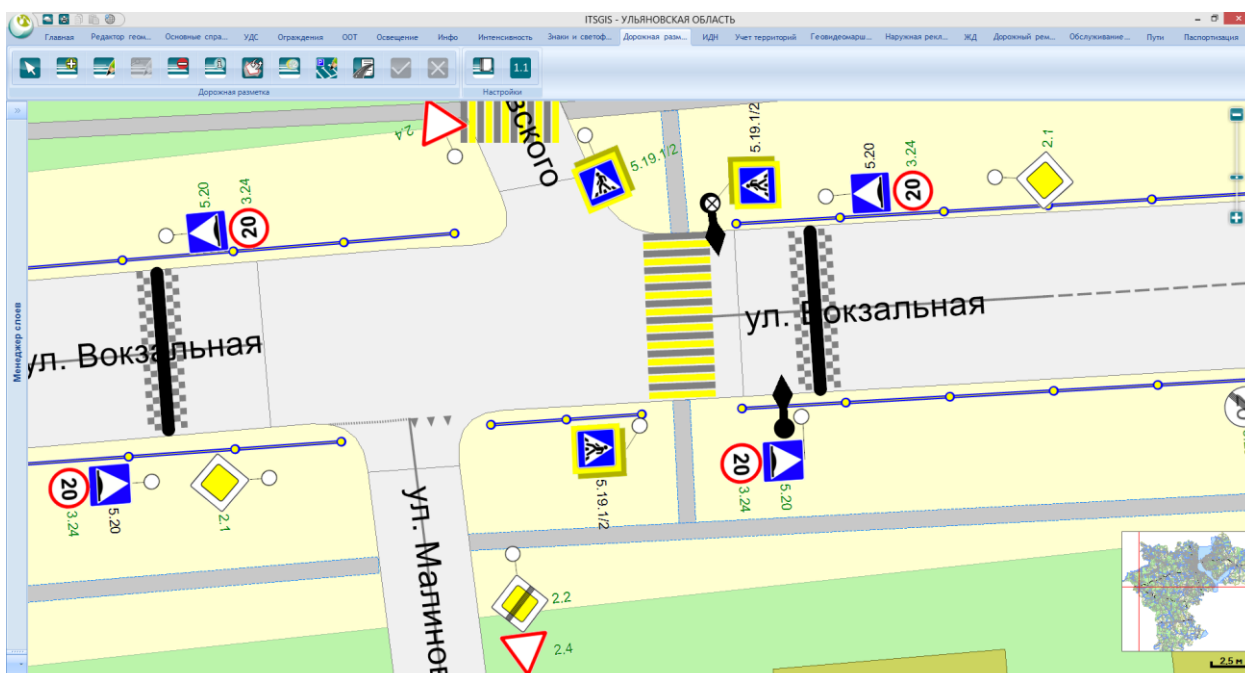 ITSGIS - УЛЬЯНОВСКАЯ ОБЛАСТЬ
Главная Редактор геом... Основные спра... УДС Ограждения ООТ Освещение Инфо Интенсивность Знаки и светоф... Дорожная разм... ИДН Учет территорий Геовидеомарш... Наружная рекл... ЖД Дорожный рем... Обслуживание... Пути Паспортизация
1.1
Дорожная разметка Настройки
Менеджер слоев
2.4
вского
5.19.1/2
5.19.1/2
5.20
3.24
20
2.1
5.20
3.24
20
ул. Вокзальная
ул. Вокзальная
20
3.24
5.20
2.1
ул. Малинов
5.19.1/2
20
3.24
5.20
2.2
2.4
2,5 м